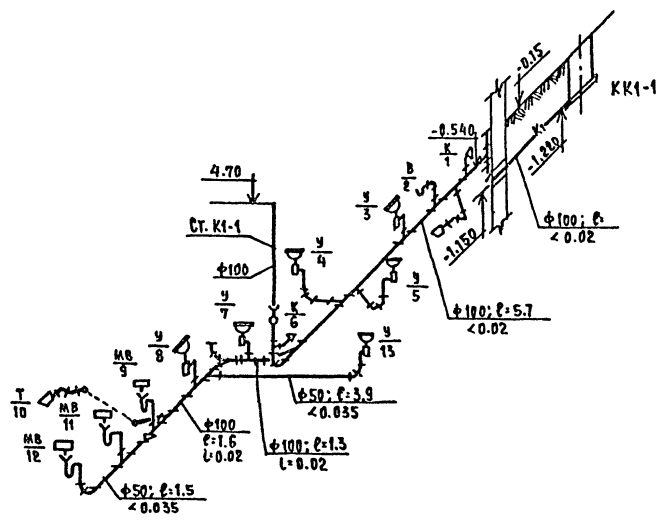 -0.15
КК1-1
-0.540
К
1
К1
-1.220
В
2
4.70
У
3
Ст. К1-1
ф100; ℓ=
<0.02
-1.150
У
4
ф100
У
5
У
7
К
6
ф100; ℓ=5.7
<0.02
У
13
У
8
МВ
9
ф50; ℓ=3.9
<0.035
Т
10
МВ
11
ф100
ℓ=1.6
i=0.02
ф100; ℓ=1.3
i=0.02
МВ
12
ф50; ℓ=1.5
<0.035